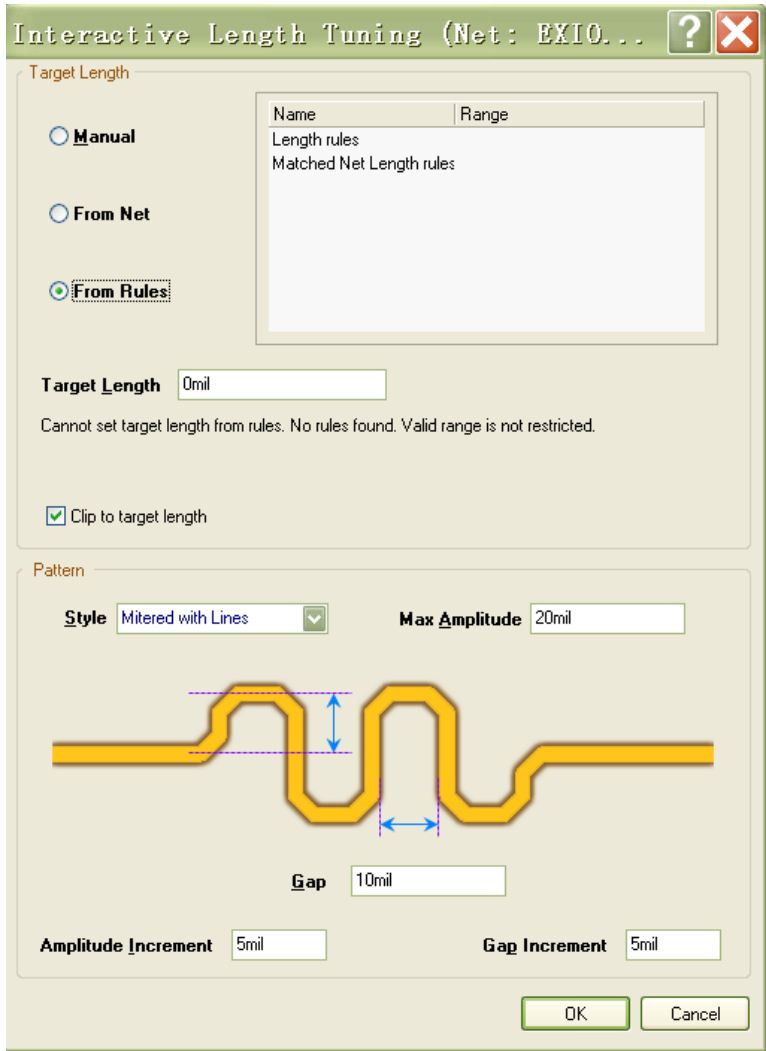 Interactive Length Tuning (Net: EXIO...
Target Length
Manual
From Net
From Rules
Name Range
Length rules
Matched Net Length rules
Target Length 0mil
Cannot set target length from rules. No rules found. Valid range is not restricted.
Clip to target length
Pattern
Style Mitered with Lines Max Amplitude 20mil
Gap 10mil
Amplitude Increment 5mil Gap Increment 5mil
OK Cancel